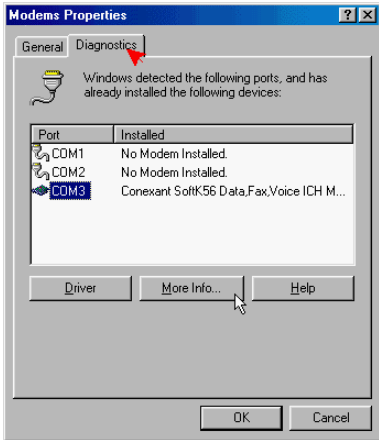 Modems Properties
General Diagnostics
Windows detected the following ports, and has
already installed the following devices:
Port Installed
COM1 No Modem Installed.
COM2 No Modem Installed.
COM3 Conexant SoftK56 Data,Fax,Voice ICH M...
Driver More Info... Help
OK Cancel